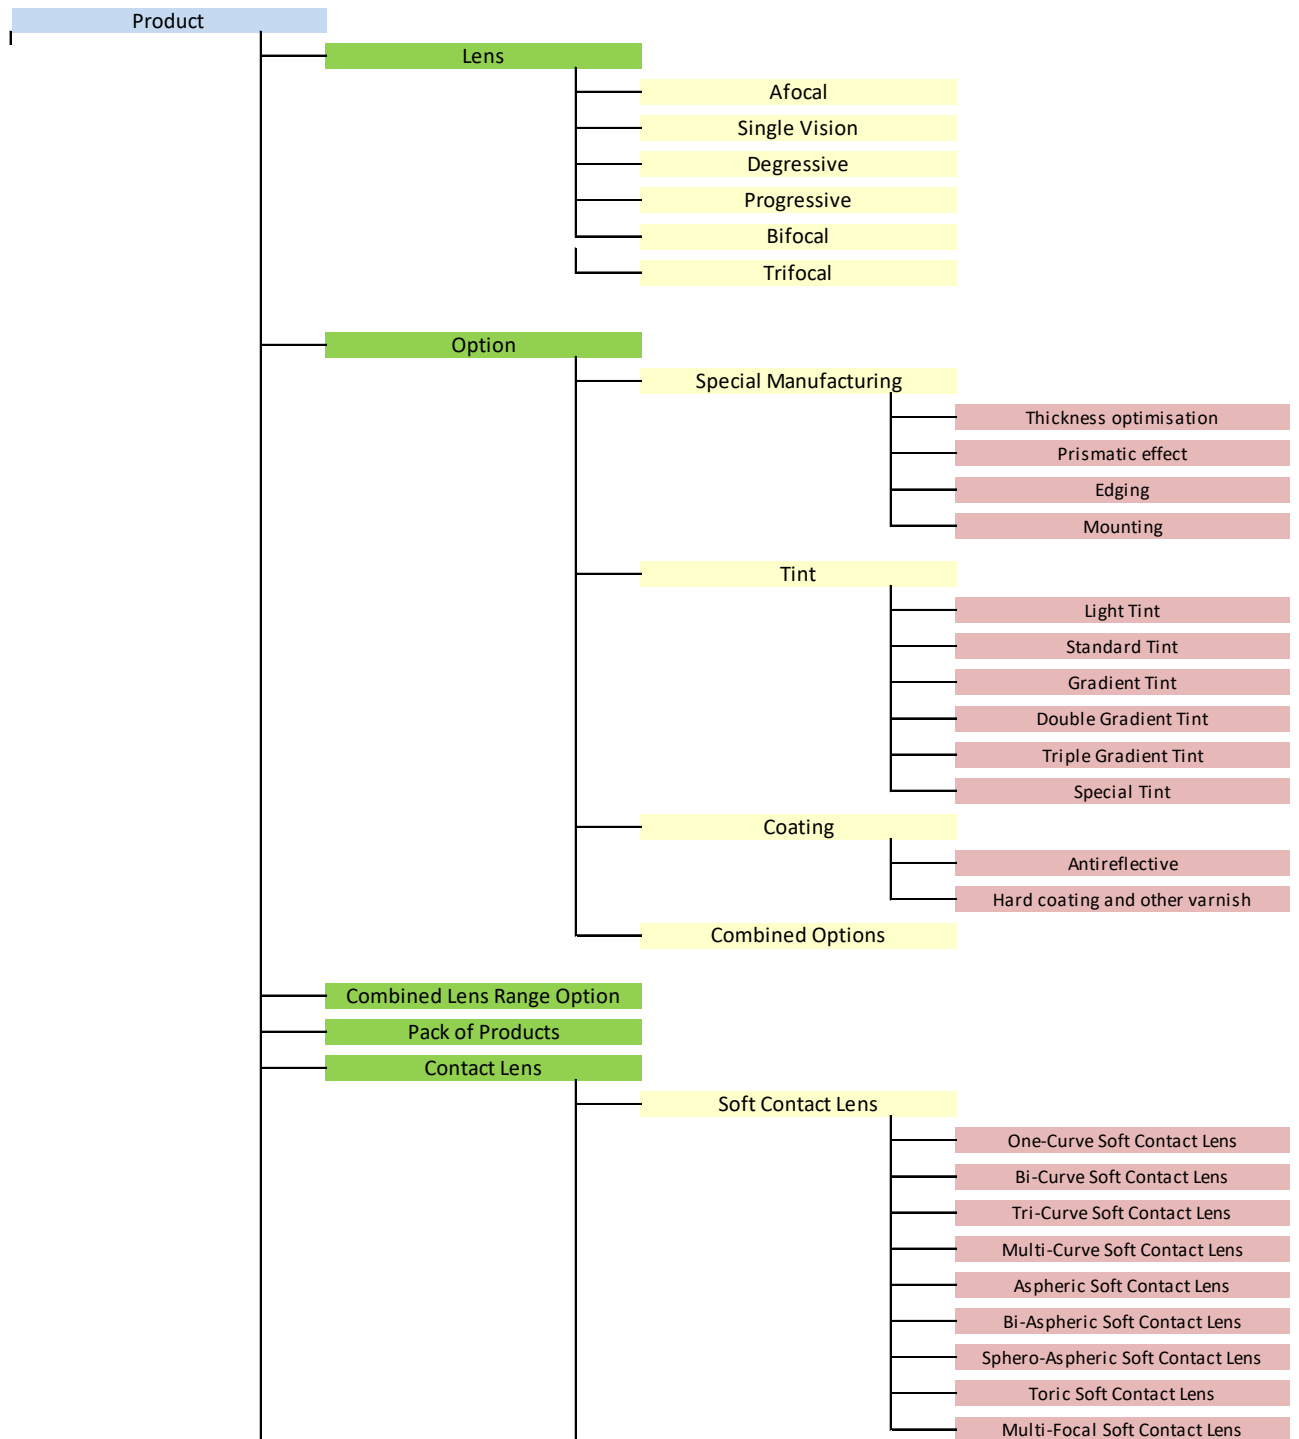 Product
Lens
Afocal
Single Vision
Degressive
Progressive
Bifocal
Trifocal
Option
Special Manufacturing
Thickness optimisation
Prismatic effect
Edging
Mounting
Tint
Light Tint
Standard Tint
Gradient Tint
Double Gradient Tint
Triple Gradient Tint
Special Tint
Coating
Antireflective
Hard coating and other varnish
Combined Options
Combined Lens Range Option
Pack of Products
Contact Lens
Soft Contact Lens
One-Curve Soft Contact Lens
Bi-Curve Soft Contact Lens
Tri-Curve Soft Contact Lens
Multi-Curve Soft Contact Lens
Aspheric Soft Contact Lens
Bi-Aspheric Soft Contact Lens
Sphero-Aspheric Soft Contact Lens
Toric Soft Contact Lens
Multi-Focal Soft Contact Lens